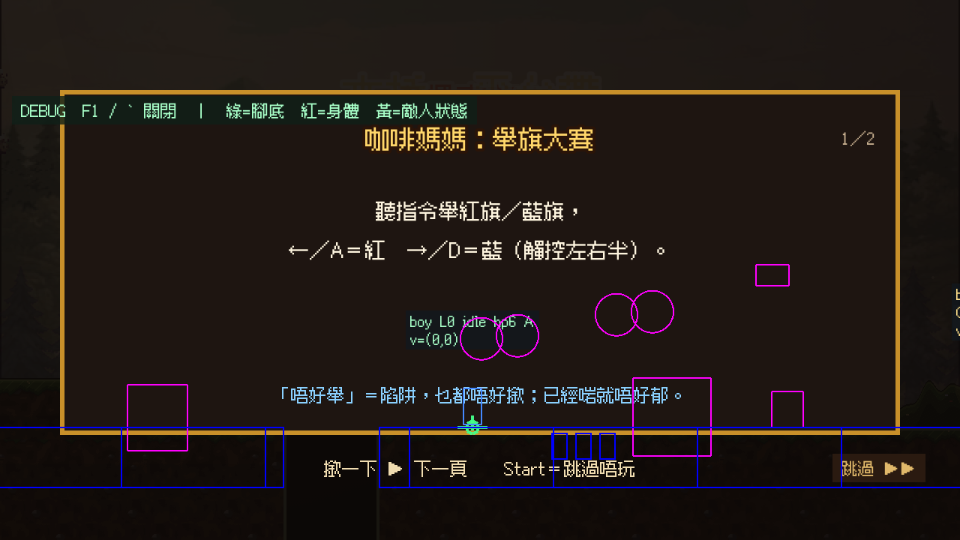 DEBUG F1 / ` 關閉 | 綠=腳底 紅=身體 黃=敵人狀態
咖啡媽媽：舉旗大賽
1／2
聽指令舉紅旗／藍旗，
←／A＝紅 →／D＝藍（觸控左右半）。
boy L0 idle hp6 A
v=(0,0)
「唔好舉」＝陷阱，乜都唔好撳；已經啱就唔好郁。
撳一下 ▶ 下一頁 Start＝跳過唔玩
跳過 ▶▶